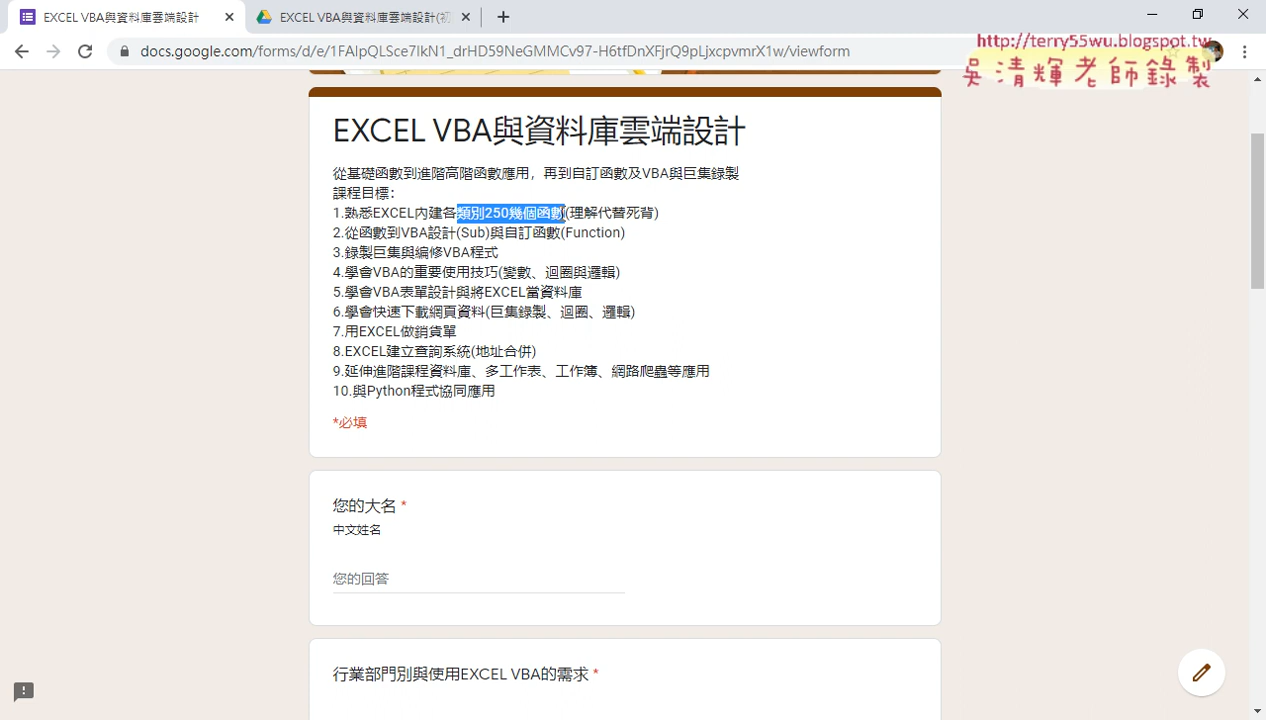 EXCEL VBA與資料庫雲端設計
EXCEL VBA與資料庫雲端設計(初
docs.google.com/forms/d/e/1FAIpQLSce7IkN1_drHD59NeGMMCv97-H6tfDnXFjrQ9pLjxcpvmrX1w/viewform
http://terry55wu.blogspot.tw
吳清輝老師錄製
EXCEL VBA與資料庫雲端設計
從基礎函數到進階高階函數應用，再到自訂函數及VBA與巨集錄製
課程目標：
1.熟悉EXCEL內建各類別250幾個函數(理解代替死背)
2.從函數到VBA設計(Sub)與自訂函數(Function)
3.錄製巨集與編修VBA程式
4.學會VBA的重要使用技巧(變數、迴圈與邏輯)
5.學會VBA表單設計與將EXCEL當資料庫
6.學會快速下載網頁資料(巨集錄製、迴圈、邏輯)
7.用EXCEL做銷貨單
8.EXCEL建立查詢系統(地址合併)
9.延伸進階課程資料庫、多工作表、工作簿、網路爬蟲等應用
10.與Python程式協同應用
*必填
您的大名 *
中文姓名
您的回答
行業部門別與使用EXCEL VBA的需求 *